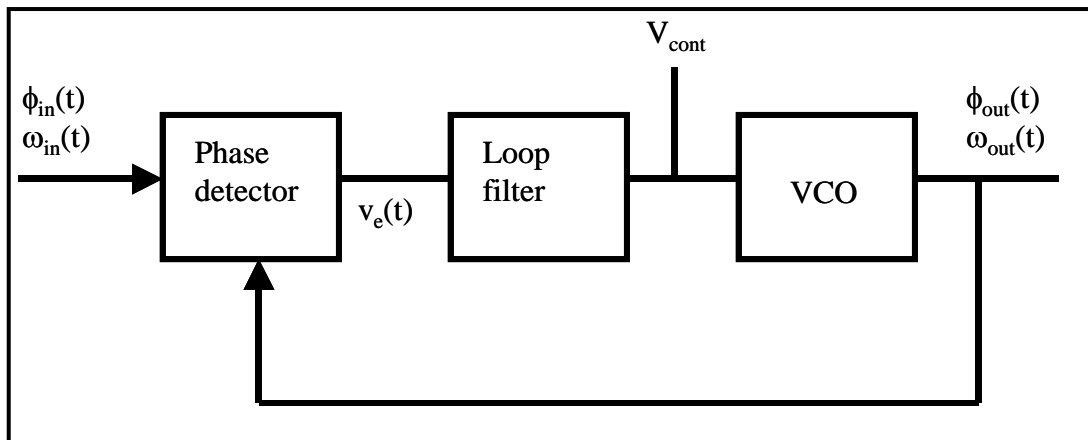 V_cont
ϕ_in(t)
ω_in(t)
Phase
detector
v_e(t)
Loop
filter
VCO
ϕ_out(t)
ω_out(t)